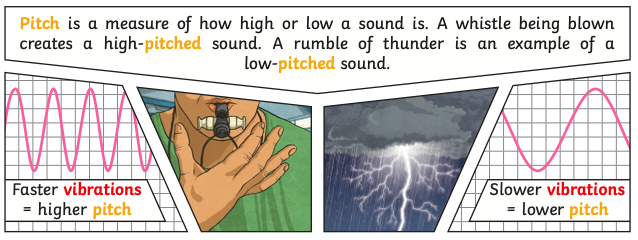 Pitch is a measure of how high or low a sound is. A whistle being blown
creates a high-pitched sound. A rumble of thunder is an example of a
low-pitched sound.
Faster vibrations
= higher pitch
Slower vibrations
= lower pitch